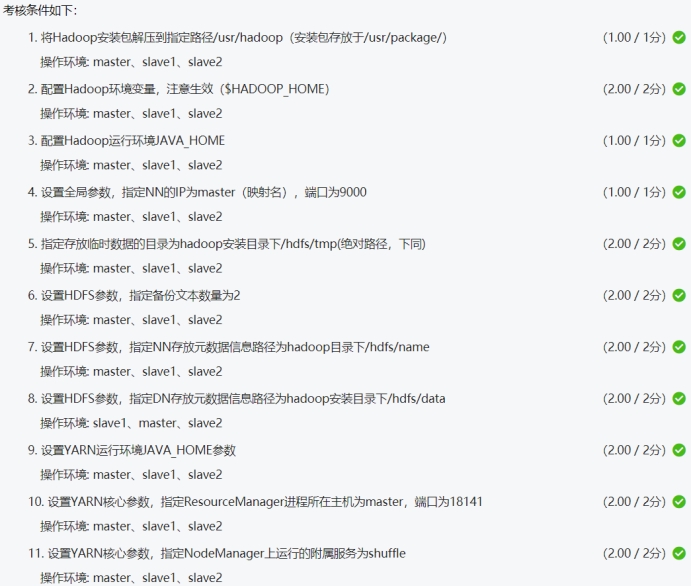 考核条件如下：
1. 将Hadoop安装包解压到指定路径/usr/hadoop（安装包存放于/usr/package/） (1.00 / 1分)
操作环境: master、slave1、slave2
2. 配置Hadoop环境变量，注意生效（$HADOOP_HOME） (2.00 / 2分)
操作环境: master、slave1、slave2
3. 配置Hadoop运行环境JAVA_HOME (1.00 / 1分)
操作环境: master、slave1、slave2
4. 设置全局参数，指定NN的IP为master（映射名），端口为9000 (1.00 / 1分)
操作环境: master、slave1、slave2
5. 指定存放临时数据的目录为hadoop安装目录下/hdfs/tmp(绝对路径，下同) (2.00 / 2分)
操作环境: master、slave1、slave2
6. 设置HDFS参数，指定备份文本数量为2 (2.00 / 2分)
操作环境: master、slave1、slave2
7. 设置HDFS参数，指定NN存放元数据信息路径为hadoop目录下/hdfs/name (2.00 / 2分)
操作环境: master、slave1、slave2
8. 设置HDFS参数，指定DN存放元数据信息路径为hadoop安装目录下/hdfs/data (2.00 / 2分)
操作环境: slave1、master、slave2
9. 设置YARN运行环境JAVA_HOME参数 (2.00 / 2分)
操作环境: master、slave1、slave2
10. 设置YARN核心参数，指定ResourceManager进程所在主机为master，端口为18141 (2.00 / 2分)
操作环境: master、slave1、slave2
11. 设置YARN核心参数，指定NodeManager上运行的附属服务为shuffle (2.00 / 2分)
操作环境: master、slave1、slave2